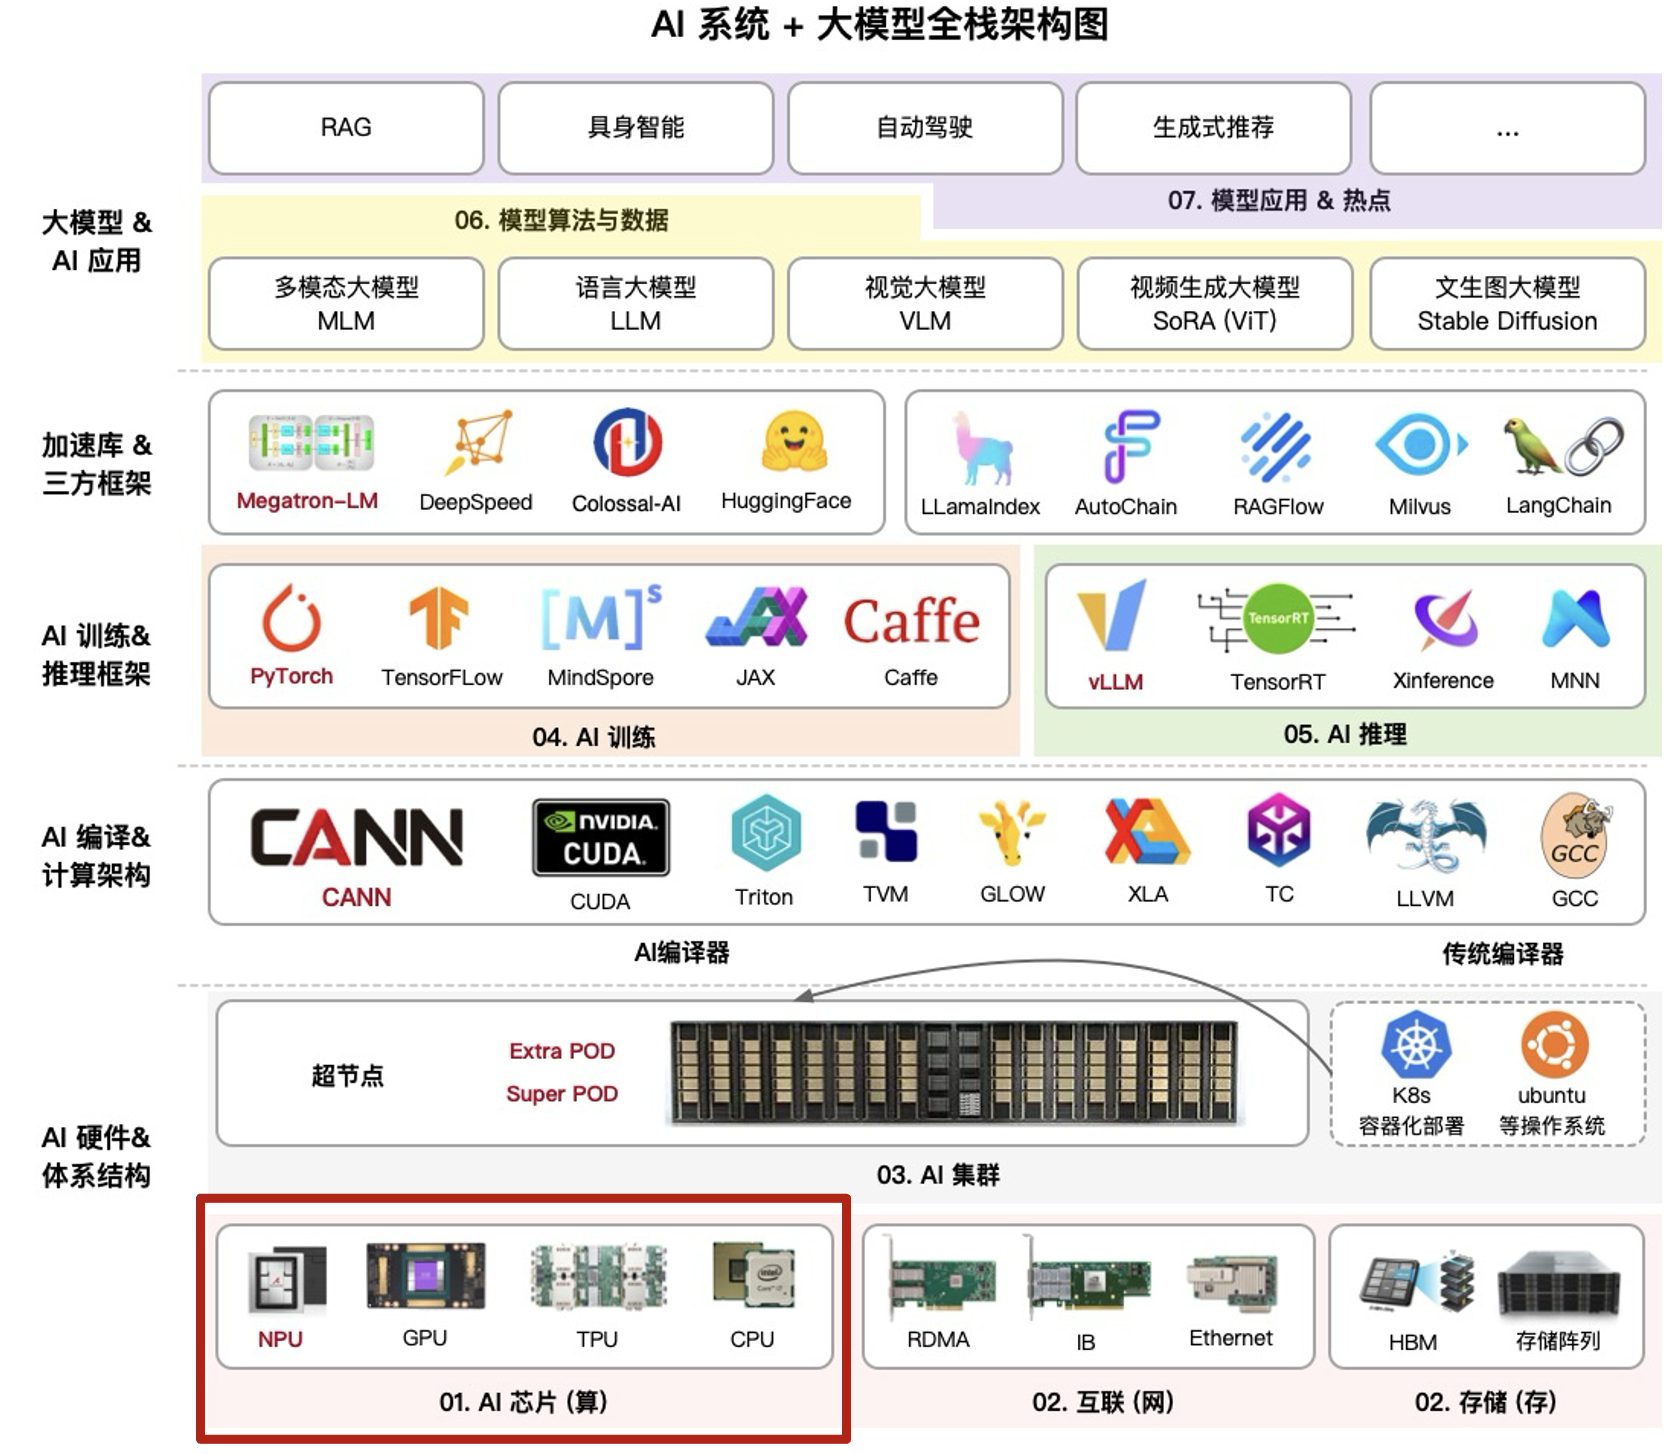 AI 系统 + 大模型全栈架构图
大模型 &
AI 应用
RAG
具身智能
自动驾驶
生成式推荐
...
07. 模型应用 & 热点
06. 模型算法与数据
多模态大模型
MLM
语言大模型
LLM
视觉大模型
VLM
视频生成大模型
SoRA (ViT)
文生图大模型
Stable Diffusion
加速库 &
三方框架
Megatron-LM
DeepSpeed
Colossal-AI
HuggingFace
LLamaIndex
AutoChain
RAGFlow
Milvus
LangChain
AI 训练&
推理框架
PyTorch
TensorFLow
[M]s
MindSpore
JAX
JAX
Caffe
Caffe
04. AI 训练
vLLM
TensorRT
TensorRT
Xinference
MNN
05. AI 推理
AI 编译&
计算架构
CANN
CANN
NVIDIA.
CUDA.
CUDA
Triton
TVM
GLOW
XLA
TC
LLVM
GCC
GCC
AI编译器
传统编译器
AI 硬件&
体系结构
超节点
Extra POD
Super POD
K8s
容器化部署
ubuntu
等操作系统
03. AI 集群
NPU
GPU
TPU
intel
CPU
01. AI 芯片 (算)
RDMA
IB
Ethernet
02. 互联 (网)
HBM
存储阵列
02. 存储 (存)